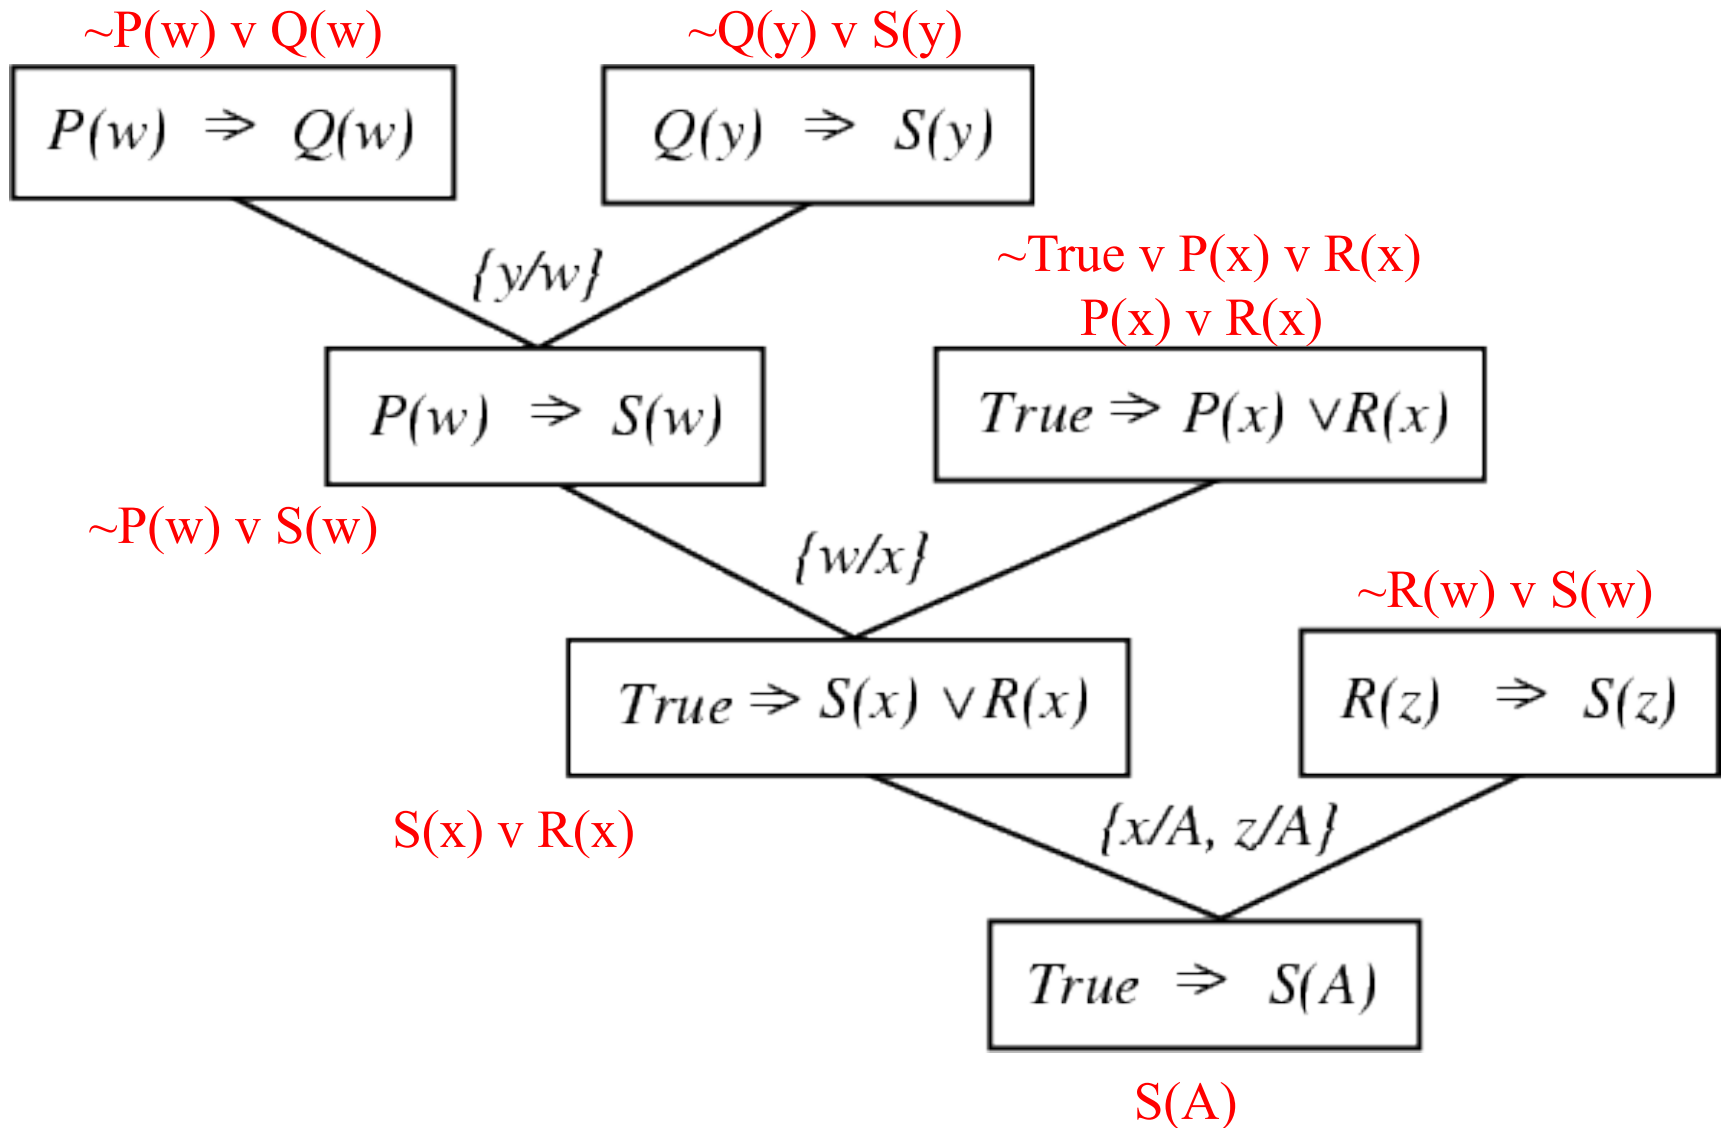 ~P(w) v Q(w)
~Q(y) v S(y)
P(w) ⇒ Q(w)
Q(y) ⇒ S(y)
{y/w}
~True v P(x) v R(x)
P(x) v R(x)
P(w) ⇒ S(w)
True ⇒ P(x) ∨R(x)
~P(w) v S(w)
{w/x}
~R(w) v S(w)
True ⇒ S(x) ∨R(x)
R(z) ⇒ S(z)
S(x) v R(x)
{x/A, z/A}
True ⇒ S(A)
S(A)